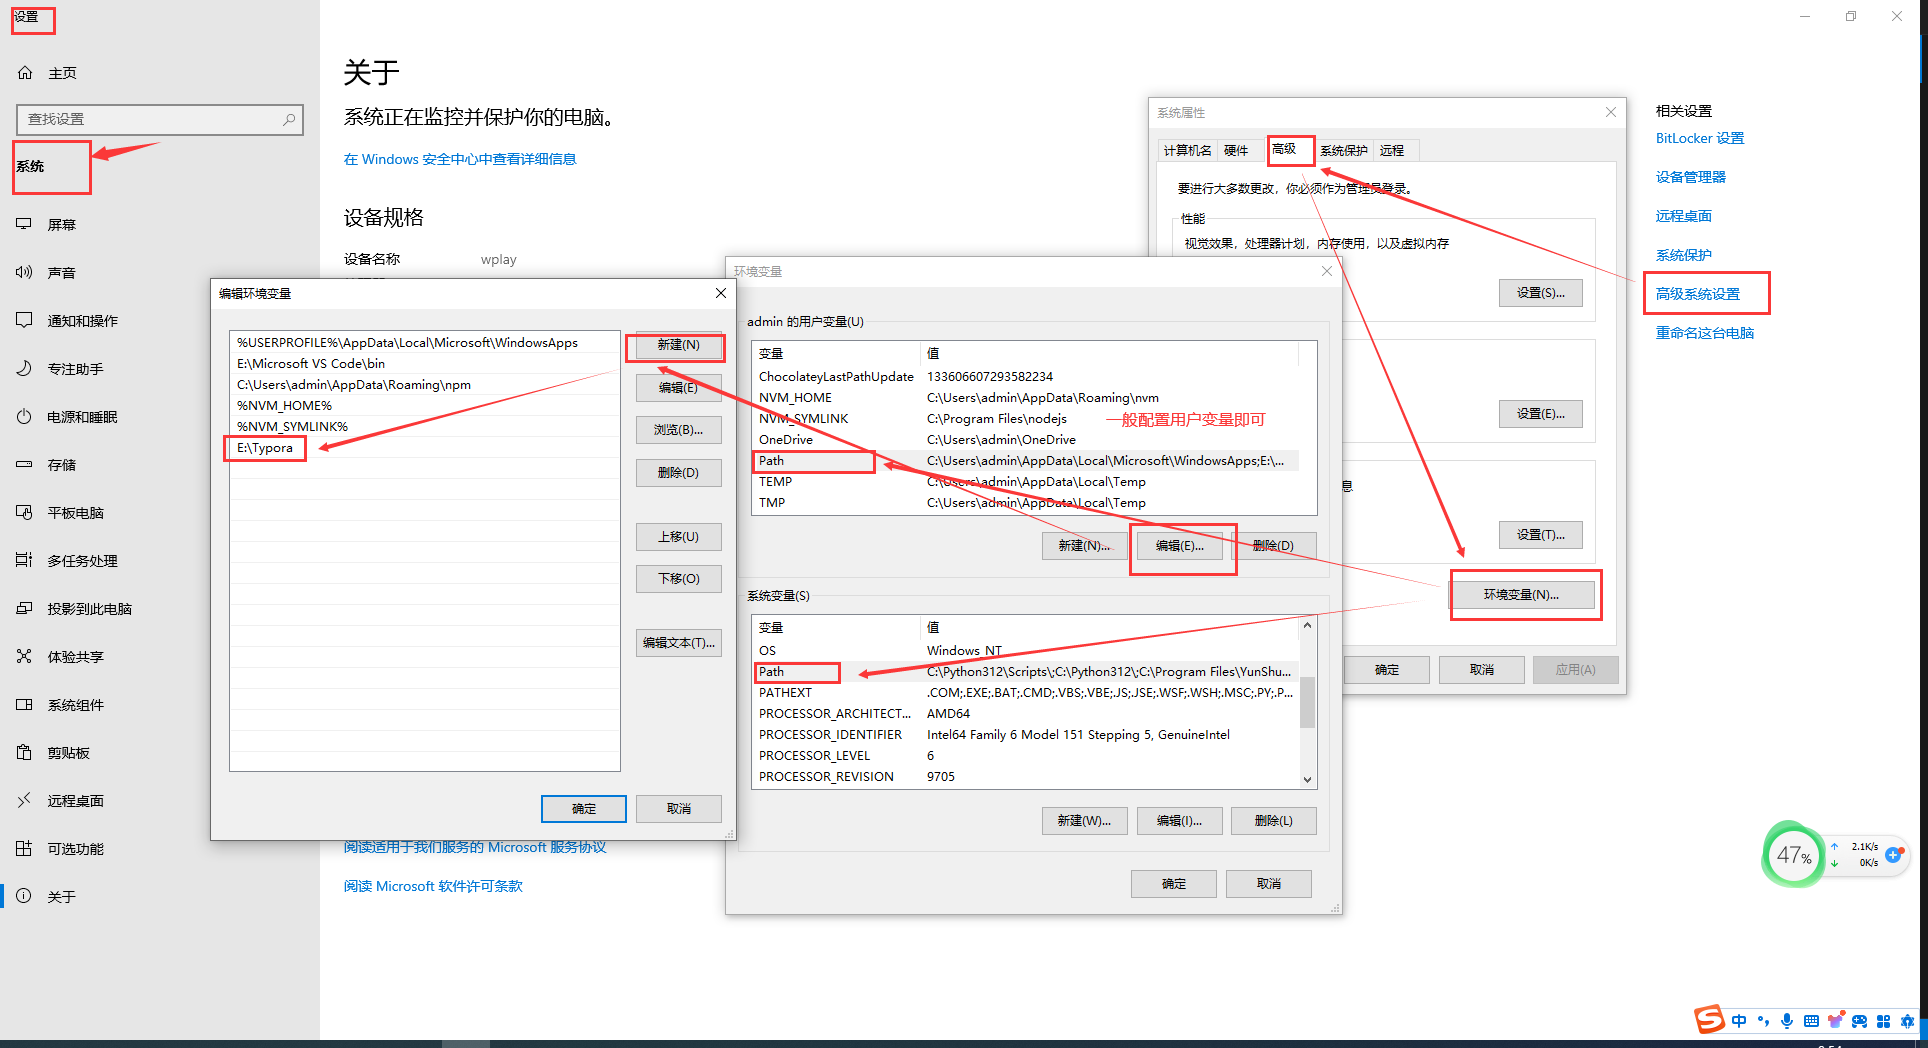 设置
主页
查找设置
系统
屏幕
声音
通知和操作
专注助手
电源和睡眠
存储
平板电脑
多任务处理
投影到此电脑
体验共享
系统组件
剪贴板
远程桌面
可选功能
关于
关于
系统正在监控并保护你的电脑。
在 Windows 安全中心中查看详细信息
设备规格
设备名称 wplay
阅读适用于我们服务的 Microsoft 服务协议
阅读 Microsoft 软件许可条款
编辑环境变量
%USERPROFILE%\AppData\Local\Microsoft\WindowsApps
E:\Microsoft VS Code\bin
C:\Users\admin\AppData\Roaming\npm
%NVM_HOME%
%NVM_SYMLINK%
E:\Typora
新建(N)
编辑(E)
浏览(B)...
删除(D)
上移(U)
下移(O)
编辑文本(T)...
确定 取消
环境变量
admin 的用户变量(U)
变量 值
ChocolateyLastPathUpdate 133606607293582234
NVM_HOME C:\Users\admin\AppData\Roaming\nvm
NVM_SYMLINK C:\Program Files\nodejs
一般配置用户变量即可
OneDrive C:\Users\admin\OneDrive
Path C:\Users\admin\AppData\Local\Microsoft\WindowsApps;E:\...
TEMP C:\Users\admin\AppData\Local\Temp
TMP C:\Users\admin\AppData\Local\Temp
新建(N)... 编辑(E)... 删除(D)
系统变量(S)
变量 值
OS Windows_NT
Path C:\Python312\Scripts\;C:\Python312\;C:\Program Files\YunShu...
PATHEXT .COM;.EXE;.BAT;.CMD;.VBS;.VBE;.JS;.JSE;.WSF;.WSH;.MSC;.PY;.P...
PROCESSOR_ARCHITECT... AMD64
PROCESSOR_IDENTIFIER Intel64 Family 6 Model 151 Stepping 5, GenuineIntel
PROCESSOR_LEVEL 6
PROCESSOR_REVISION 9705
新建(W)... 编辑(I)... 删除(L)
确定 取消
系统属性
计算机名 硬件 高级 系统保护 远程
要进行大多数更改，你必须作为管理员登录。
性能
视觉效果，处理器计划，内存使用，以及虚拟内存
设置(S)...
设置(E)...
息
设置(T)...
环境变量(N)...
确定 取消 应用(A)
相关设置
BitLocker 设置
设备管理器
远程桌面
系统保护
高级系统设置
重命名这台电脑
47%
2.1K/s
0K/s
中